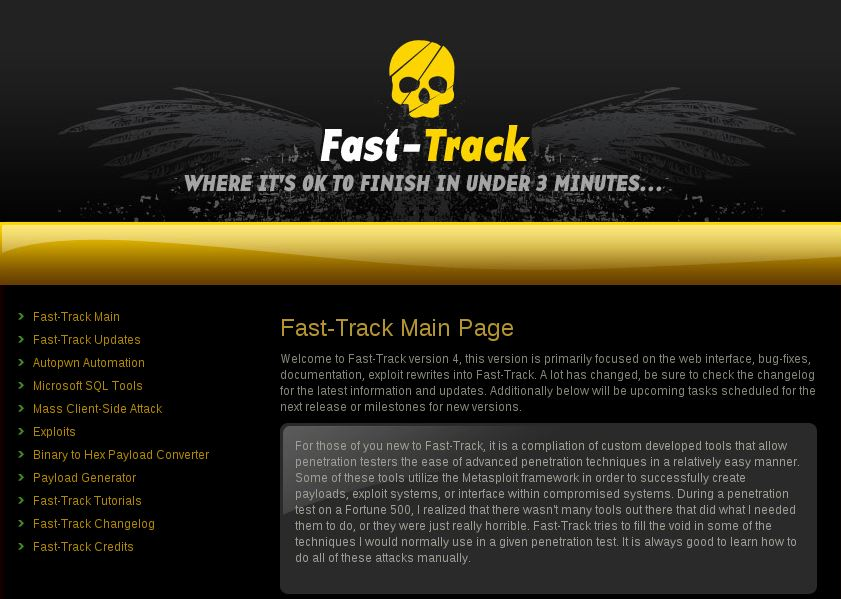 Fast-Track
WHERE IT'S OK TO FINISH IN UNDER 3 MINUTES...
Fast-Track Main
Fast-Track Updates
Autopwn Automation
Microsoft SQL Tools
Mass Client-Side Attack
Exploits
Binary to Hex Payload Converter
Payload Generator
Fast-Track Tutorials
Fast-Track Changelog
Fast-Track Credits
Fast-Track Main Page
Welcome to Fast-Track version 4, this version is primarily focused on the web interface, bug-fixes,
documentation, exploit rewrites into Fast-Track. A lot has changed, be sure to check the changelog
for the latest information and updates. Additionally below will be upcoming tasks scheduled for the
next release or milestones for new versions.
For those of you new to Fast-Track, it is a compliation of custom developed tools that allow
penetration testers the ease of advanced penetration techniques in a relatively easy manner.
Some of these tools utilize the Metasploit framework in order to successfully create
payloads, exploit systems, or interface within compromised systems. During a penetration
test on a Fortune 500, I realized that there wasn't many tools out there that did what I needed
them to do, or they were just really horrible. Fast-Track tries to fill the void in some of the
techniques I would normally use in a given penetration test. It is always good to learn how to
do all of these attacks manually.